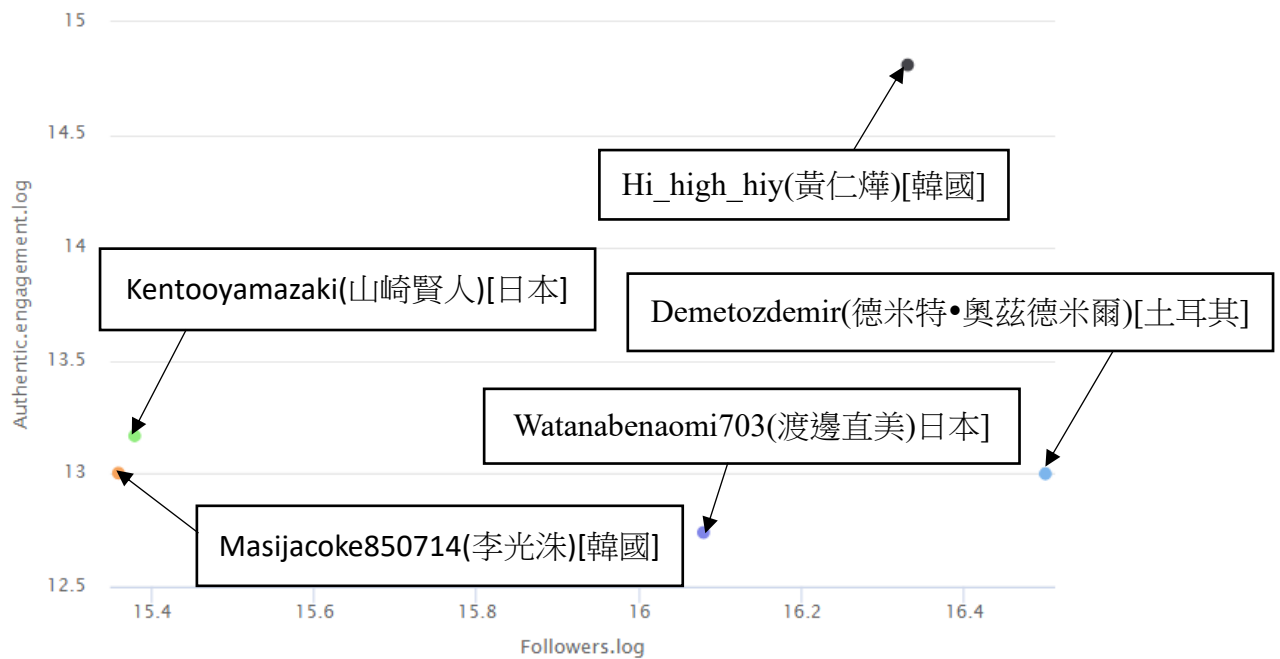 15
14.5
14
13.5
13
12.5
Authentic.engagement.log
Hi_high_hiy(黃仁燁)[韓國]
Kentooyamazaki(山崎賢人)[日本]
Demetozdemir(德米特•奧茲德米爾)[土耳其]
Watanabenaomi703(渡邊直美)日本]
Masijacoke850714(李光洙)[韓國]
15.4 15.6 15.8 16 16.2 16.4
Followers.log